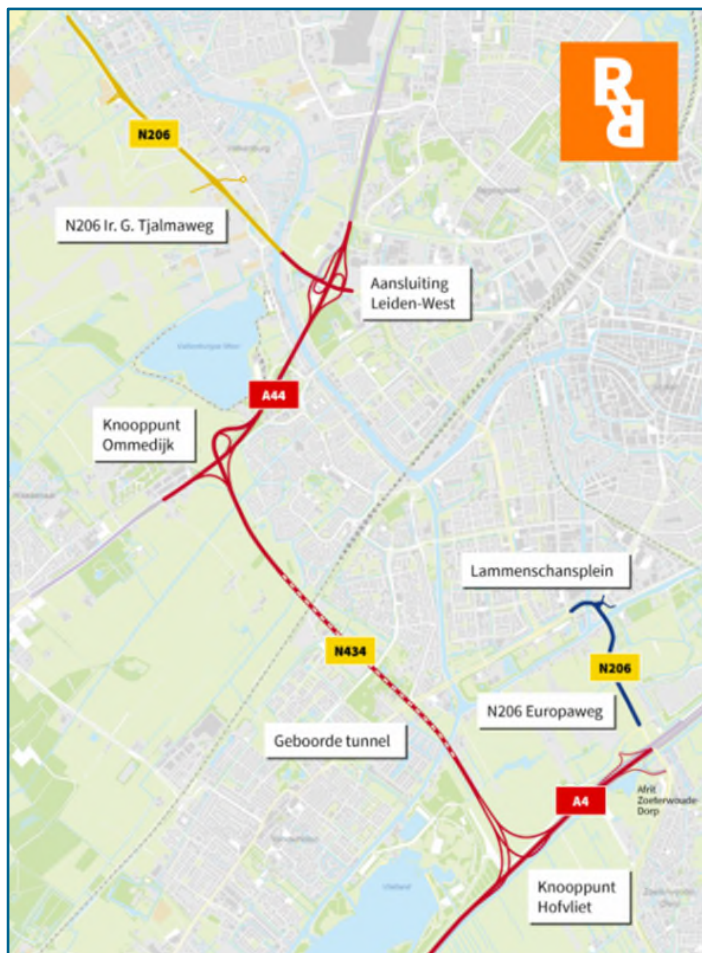 R
R
N206
Valkenburg
N206 Ir. G. Tjalmaweg
Aansluiting
Leiden-West
A44
Knooppunt
Ommedijk
Lammenschansplein
N434
N206
N206 Europaweg
Geboorde tunnel
A4
Afrit
Zoeterwoude-
Dorp
Knooppunt
Hofvliet